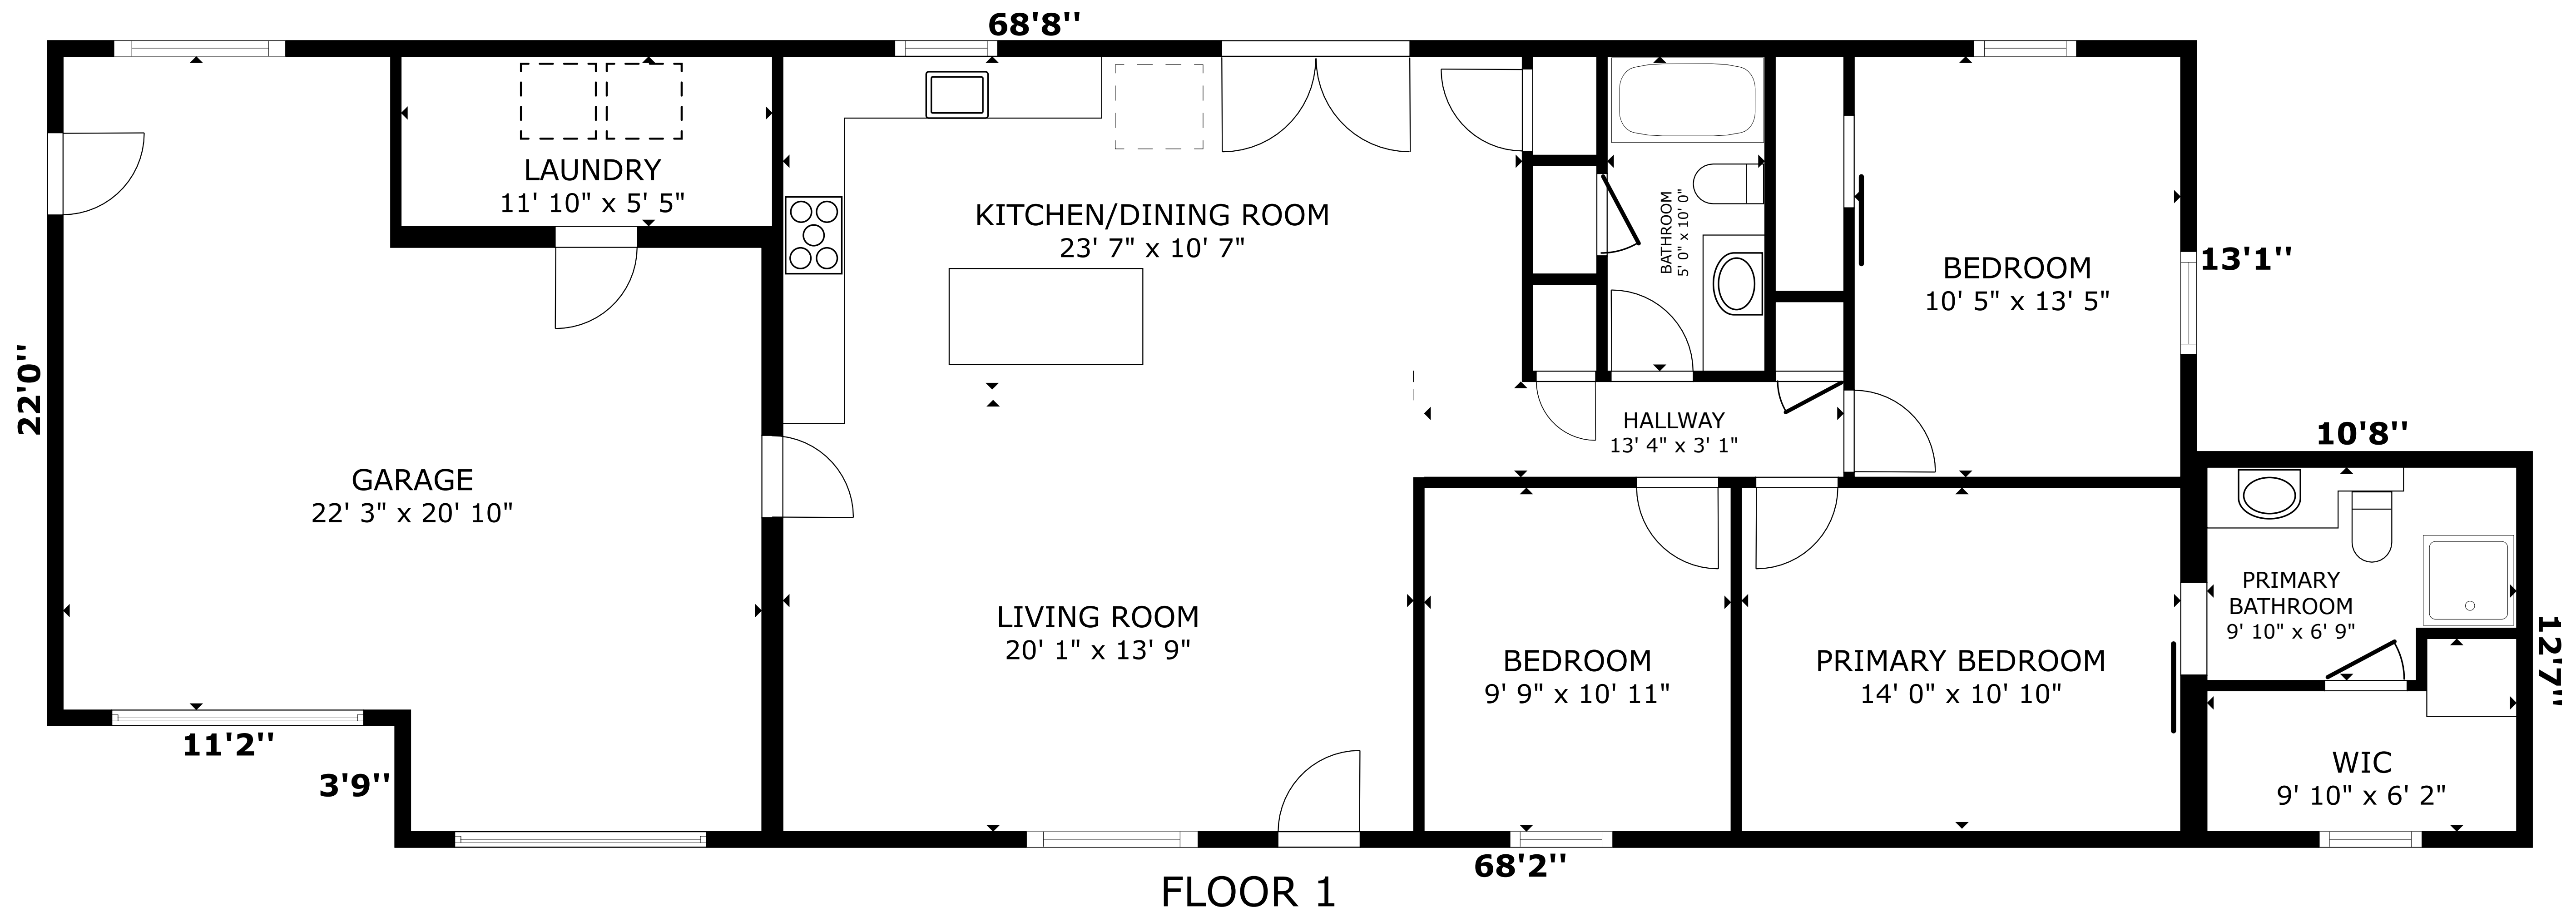 68'8''
LAUNDRY
11' 10" x 5' 5"
KITCHEN/DINING ROOM
23' 7" x 10' 7"
BATHROOM
5' 0" x 10' 0"
BEDROOM
10' 5" x 13' 5"
13'1''
22'0''
HALLWAY
13' 4" x 3' 1"
10'8''
GARAGE
22' 3" x 20' 10"
LIVING ROOM
20' 1" x 13' 9"
BEDROOM
9' 9" x 10' 11"
PRIMARY BEDROOM
14' 0" x 10' 10"
PRIMARY
BATHROOM
9' 10" x 6' 9"
12'7''
WIC
9' 10" x 6' 2"
11'2''
3'9''
68'2''
FLOOR 1